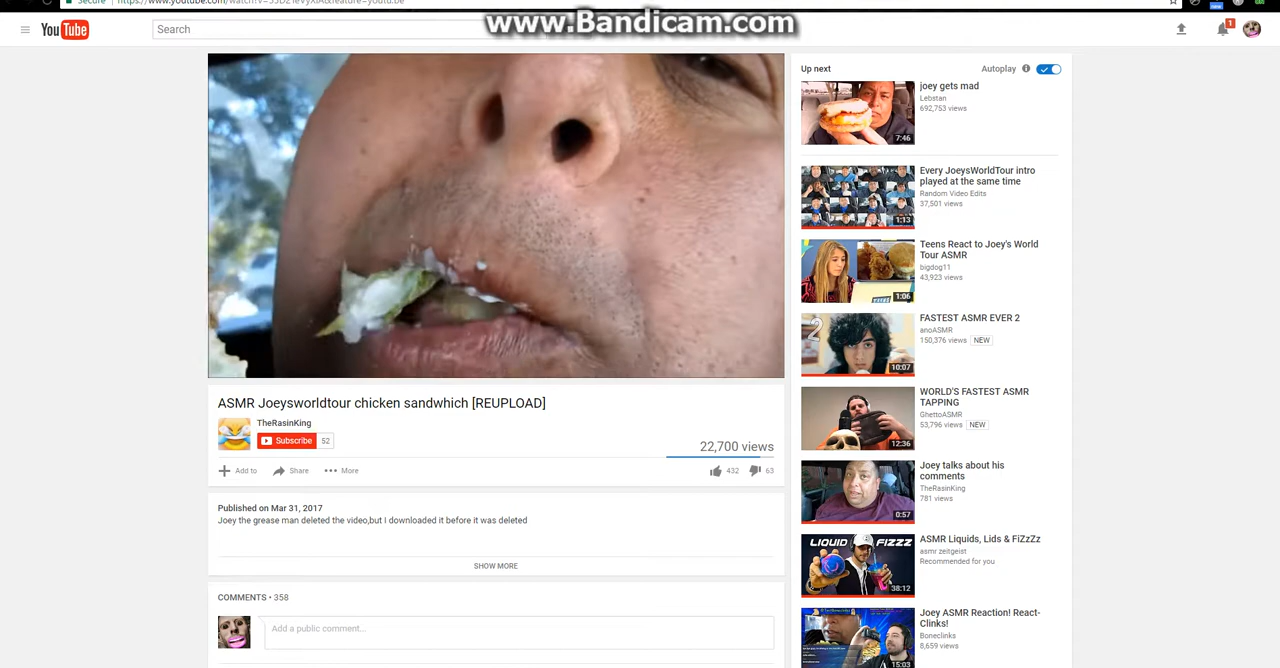 Secure
www.Bandicam.com
YouTube
Search
1
Up next
Autoplay
joey gets mad
Lebstan
692,753 views
7:46
Every JoeysWorldTour intro
played at the same time
Random Video Edits
37,501 views
1:13
Teens React to Joey's World
Tour ASMR
bigdog11
43,923 views
1:06
FASTEST ASMR EVER 2
anoASMR
150,376 views NEW
2
10:07
WORLD'S FASTEST ASMR
TAPPING
GhettoASMR
53,796 views NEW
12:36
Joey talks about his
comments
TheRasinKing
781 views
0:57
ASMR Liquids, Lids & FiZzZz
asmr zeitgeist
Recommended for you
LIQUID FIZZZ
38:12
Joey ASMR Reaction! React-
Clinks!
Boneclinks
8,659 views
15:03
ASMR Joeysworldtour chicken sandwhich [REUPLOAD]
TheRasinKing
Subscribe 52
22,700 views
Add to Share More
432 63
Published on Mar 31, 2017
Joey the grease man deleted the video,but I downloaded it before it was deleted
SHOW MORE
COMMENTS • 358
Add a public comment...